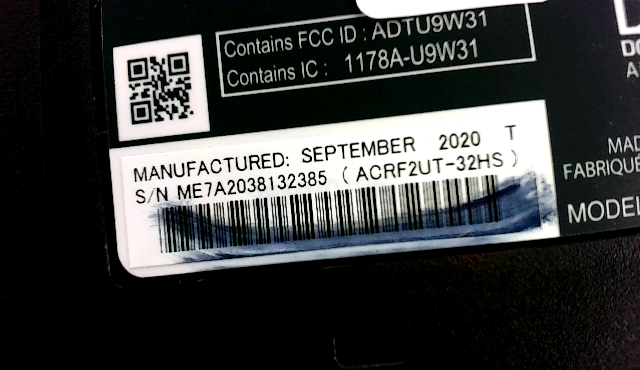 Contains FCC ID : ADTU9W31
Contains IC : 1178A-U9W31
MANUFACTURED: SEPTEMBER 2020 T
S/N ME7A2038132385 ( ACRF2UT-32HS )
MAD
FABRIQUE
MODEL